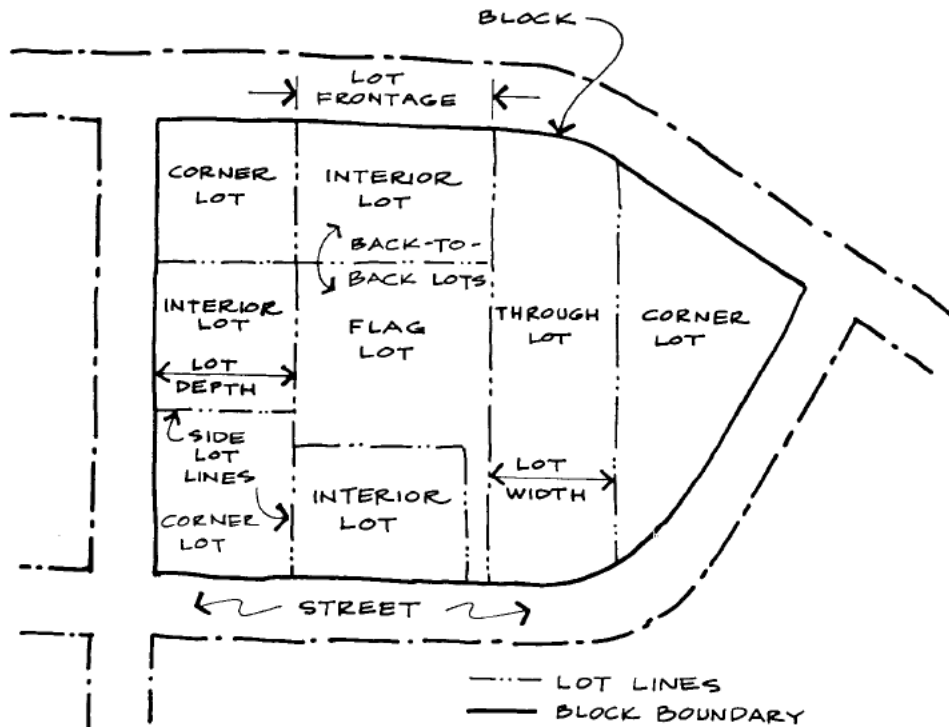 BLOCK
LOT
FRONTAGE
CORNER
LOT
INTERIOR
LOT
BACK-TO-
BACK LOTS
INTERIOR
LOT
FLAG
LOT
THROUGH
LOT
CORNER
LOT
LOT
DEPTH
SIDE
LOT
LINES
CORNER
LOT
INTERIOR
LOT
LOT
WIDTH
STREET
LOT LINES
BLOCK BOUNDARY